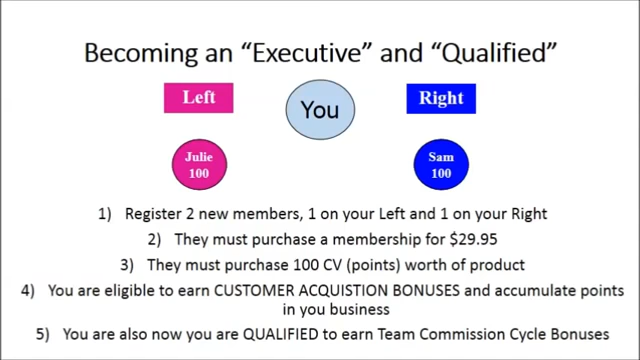 Becoming an “Executive” and “Qualified”
Left
You
Right
Julie
100
Sam
100
1) Register 2 new members, 1 on your Left and 1 on your Right
2) They must purchase a membership for $29.95
3) They must purchase 100 CV (points) worth of product
4) You are eligible to earn CUSTOMER ACQUISTION BONUSES and accumulate points
in you business
5) You are also now you are QUALIFIED to earn Team Commission Cycle Bonuses